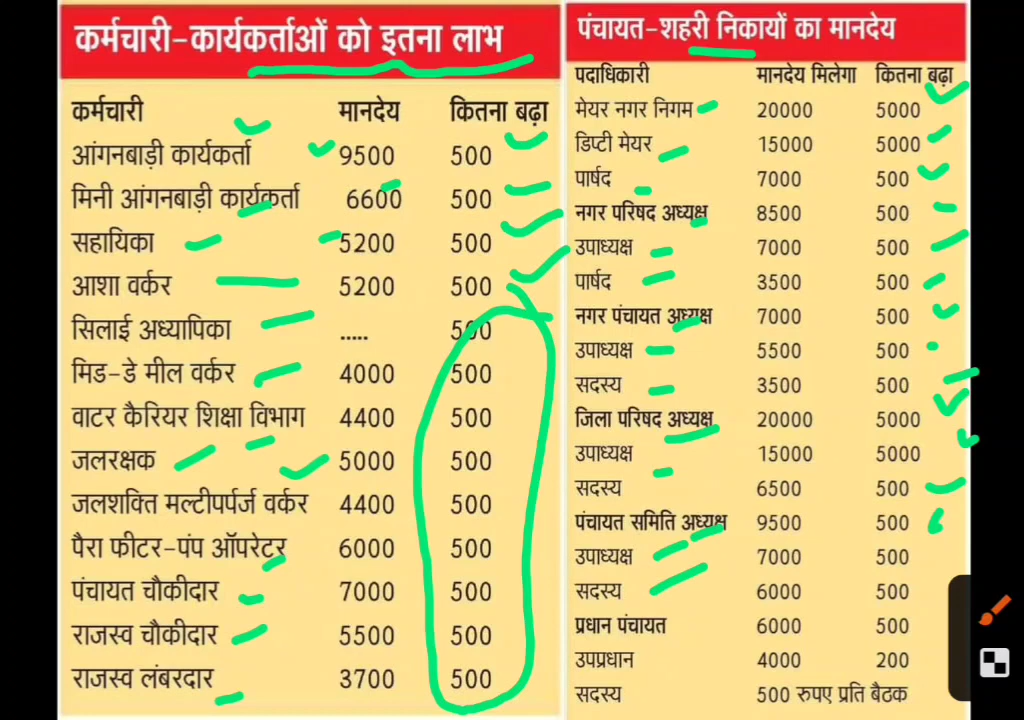 कर्मचारी-कार्यकर्ताओं को इतना लाभ
कर्मचारी मानदेय कितना बढ़ा
आंगनबाड़ी कार्यकर्ता 9500 500
मिनी आंगनबाड़ी कार्यकर्ता 6600 500
सहायिका 5200 500
आशा वर्कर 5200 500
सिलाई अध्यापिका ..... 500
मिड-डे मील वर्कर 4000 500
वाटर कैरियर शिक्षा विभाग 4400 500
जलरक्षक 5000 500
जलशक्ति मल्टीपर्पज वर्कर 4400 500
पैरा फीटर-पंप ऑपरेटर 6000 500
पंचायत चौकीदार 7000 500
राजस्व चौकीदार 5500 500
राजस्व लंबरदार 3700 500
पंचायत-शहरी निकायों का मानदेय
पदाधिकारी मानदेय मिलेगा कितना बढ़ा
मेयर नगर निगम 20000 5000
डिप्टी मेयर 15000 5000
पार्षद 7000 500
नगर परिषद अध्यक्ष 8500 500
उपाध्यक्ष 7000 500
पार्षद 3500 500
नगर पंचायत अध्यक्ष 7000 500
उपाध्यक्ष 5500 500
सदस्य 3500 500
जिला परिषद अध्यक्ष 20000 5000
उपाध्यक्ष 15000 5000
सदस्य 6500 500
पंचायत समिति अध्यक्ष 9500 500
उपाध्यक्ष 7000 500
सदस्य 6000 500
प्रधान पंचायत 6000 500
उपप्रधान 4000 200
सदस्य 500 रुपए प्रति बैठक